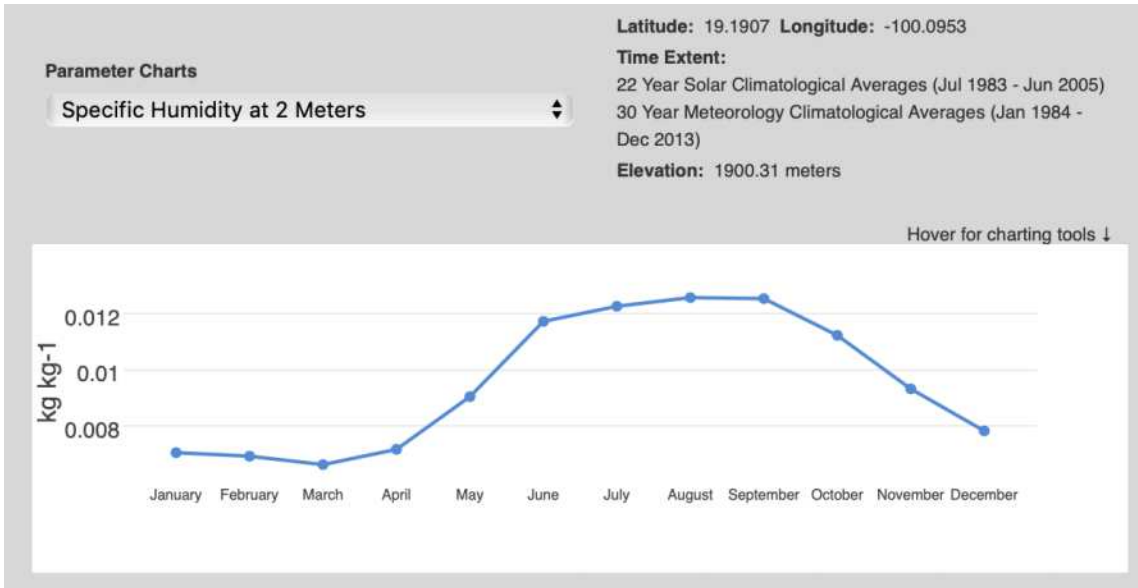 Latitude: 19.1907 Longitude: -100.0953
Time Extent:
22 Year Solar Climatological Averages (Jul 1983 - Jun 2005)
30 Year Meteorology Climatological Averages (Jan 1984 -
Dec 2013)
Elevation: 1900.31 meters
Parameter Charts
Specific Humidity at 2 Meters
Hover for charting tools ↓
kg kg-1
0.012
0.01
0.008
January February March April May June July August September October November December